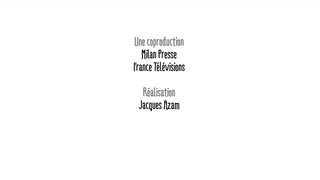 Une coproduction
Milan Presse
France Télévisions
Réalisation
Jacques Azam